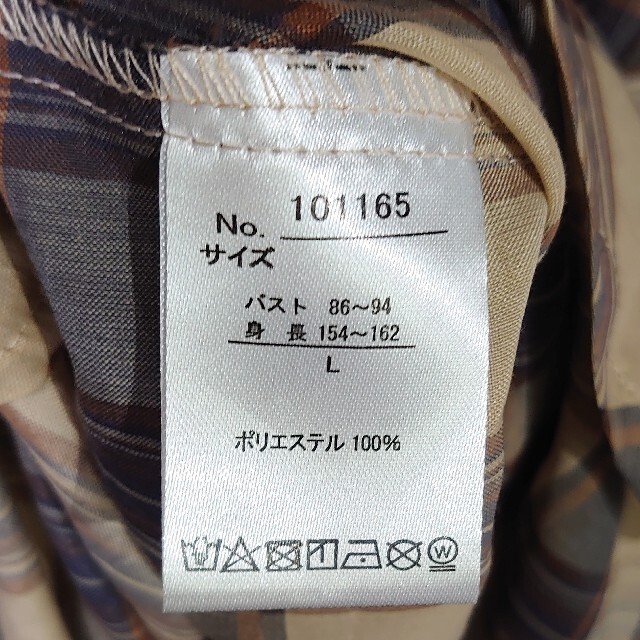 No. 101165
サイズ
バスト 86〜94
身長 154〜162
L
ポリエステル 100%
W